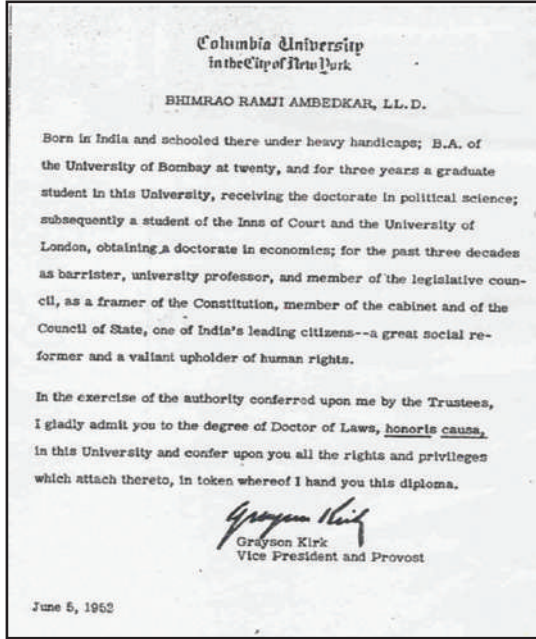 Columbia University
in the City of New York
BHIMRAO RAMJI AMBEDKAR, LL. D.
Born in India and schooled there under heavy handicaps; B.A. of
the University of Bombay at twenty, and for three years a graduate
student in this University, receiving the doctorate in political science;
subsequently a student of the Inns of Court and the University of
London, obtaining a doctorate in economics; for the past three decades
as barrister, university professor, and member of the legislative coun-
cil, as a framer of the Constitution, member of the cabinet and of the
Council of State, one of India's leading citizens--a great social re-
former and a valiant upholder of human rights.
In the exercise of the authority conferred upon me by the Trustees,
I gladly admit you to the degree of Doctor of Laws, honoris causa,
in this University and confer upon you all the rights and privileges
which attach thereto, in token whereof I hand you this diploma.
Grayson Kirk
Grayson Kirk
Vice President and Provost
June 5, 1952